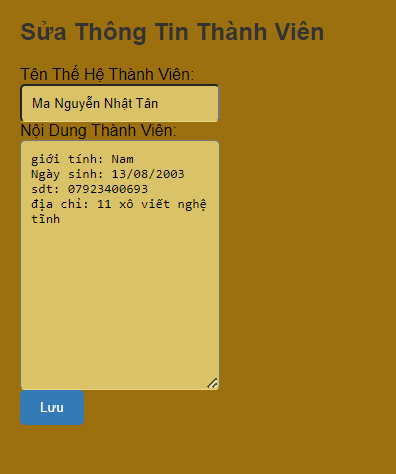 Sửa Thông Tin Thành Viên
Tên Thế Hệ Thành Viên:
Ma Nguyễn Nhật Tân
Nội Dung Thành Viên:
giới tính: Nam
Ngày sinh: 13/08/2003
sdt: 07923400693
địa chỉ: 11 xô viết nghệ
tĩnh
Lưu